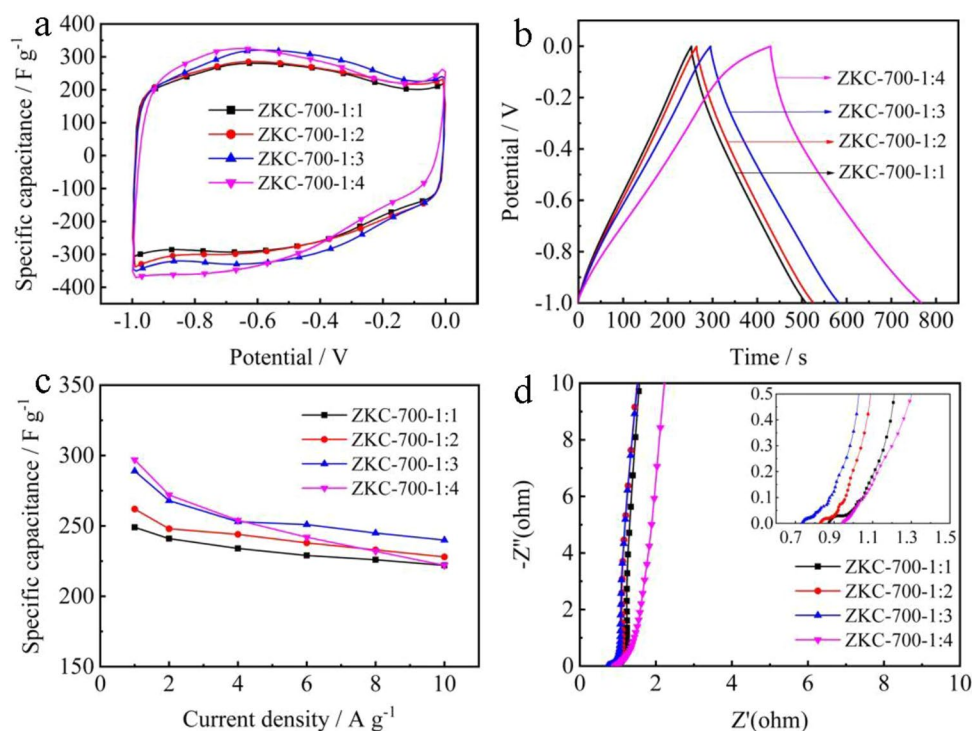 a
Specific capacitance / F g-1
400
300
200
100
0
-100
-200
-300
-400
ZKC-700-1:1
ZKC-700-1:2
ZKC-700-1:3
ZKC-700-1:4
-1.0 -0.8 -0.6 -0.4 -0.2 0.0
Potential / V
b
Potential / V
0.0
-0.2
-0.4
-0.6
-0.8
-1.0
ZKC-700-1:4
ZKC-700-1:3
ZKC-700-1:2
ZKC-700-1:1
0 100 200 300 400 500 600 700 800
Time / s
c
Specific capacitance / F g-1
350
300
250
200
150
ZKC-700-1:1
ZKC-700-1:2
ZKC-700-1:3
ZKC-700-1:4
0 2 4 6 8 10
Current density / A g-1
d
-Z"(ohm)
10
8
6
4
2
0
0.5
0.4
0.3
0.2
0.1
0.0
0.7 0.9 1.1 1.3 1.5
ZKC-700-1:1
ZKC-700-1:2
ZKC-700-1:3
ZKC-700-1:4
0 2 4 6 8 10
Z'(ohm)